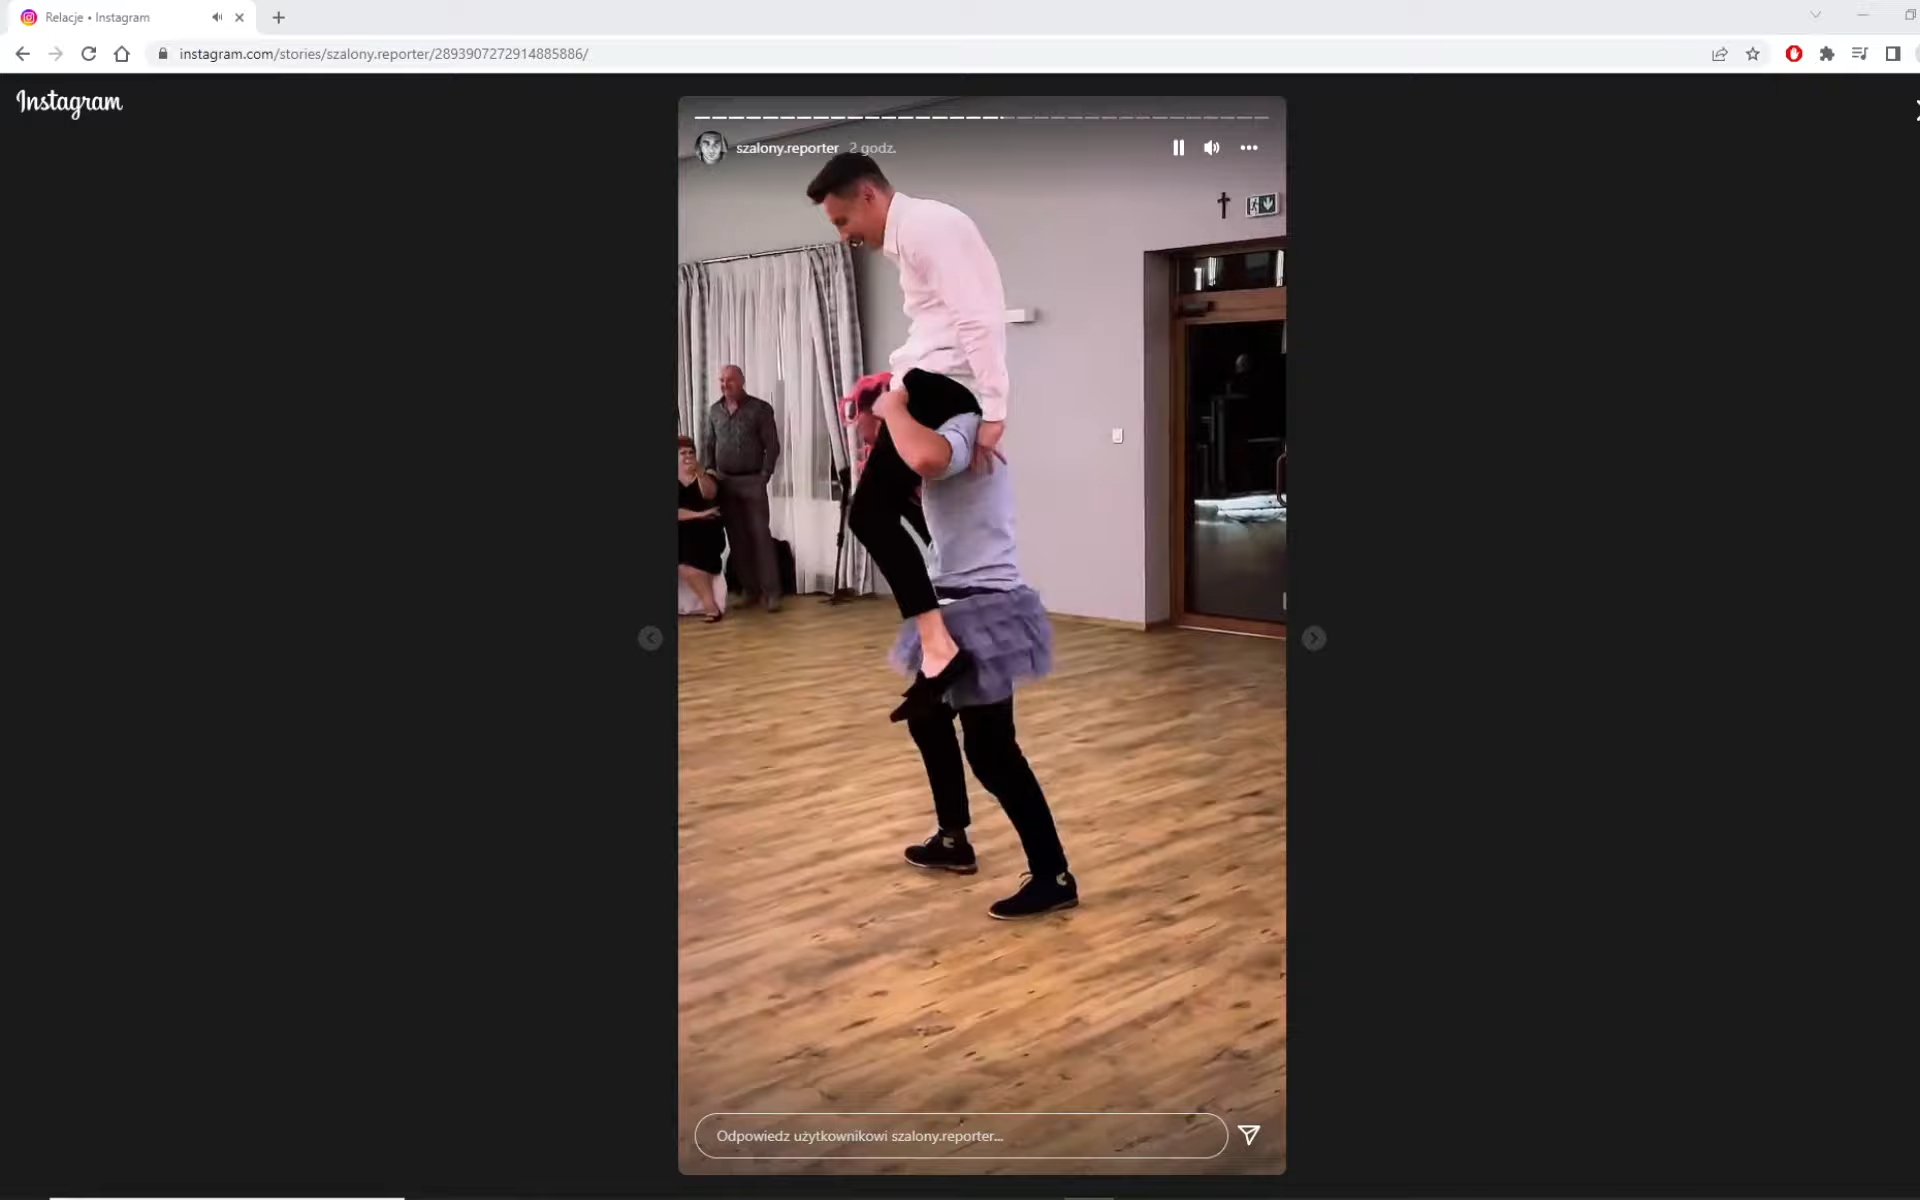 Relacje • Instagram
instagram.com/stories/szalony.reporter/2893907272914885886/
Instagram
szalony.reporter 2 godz.
Odpowiedz użytkownikowi szalony.reporter...